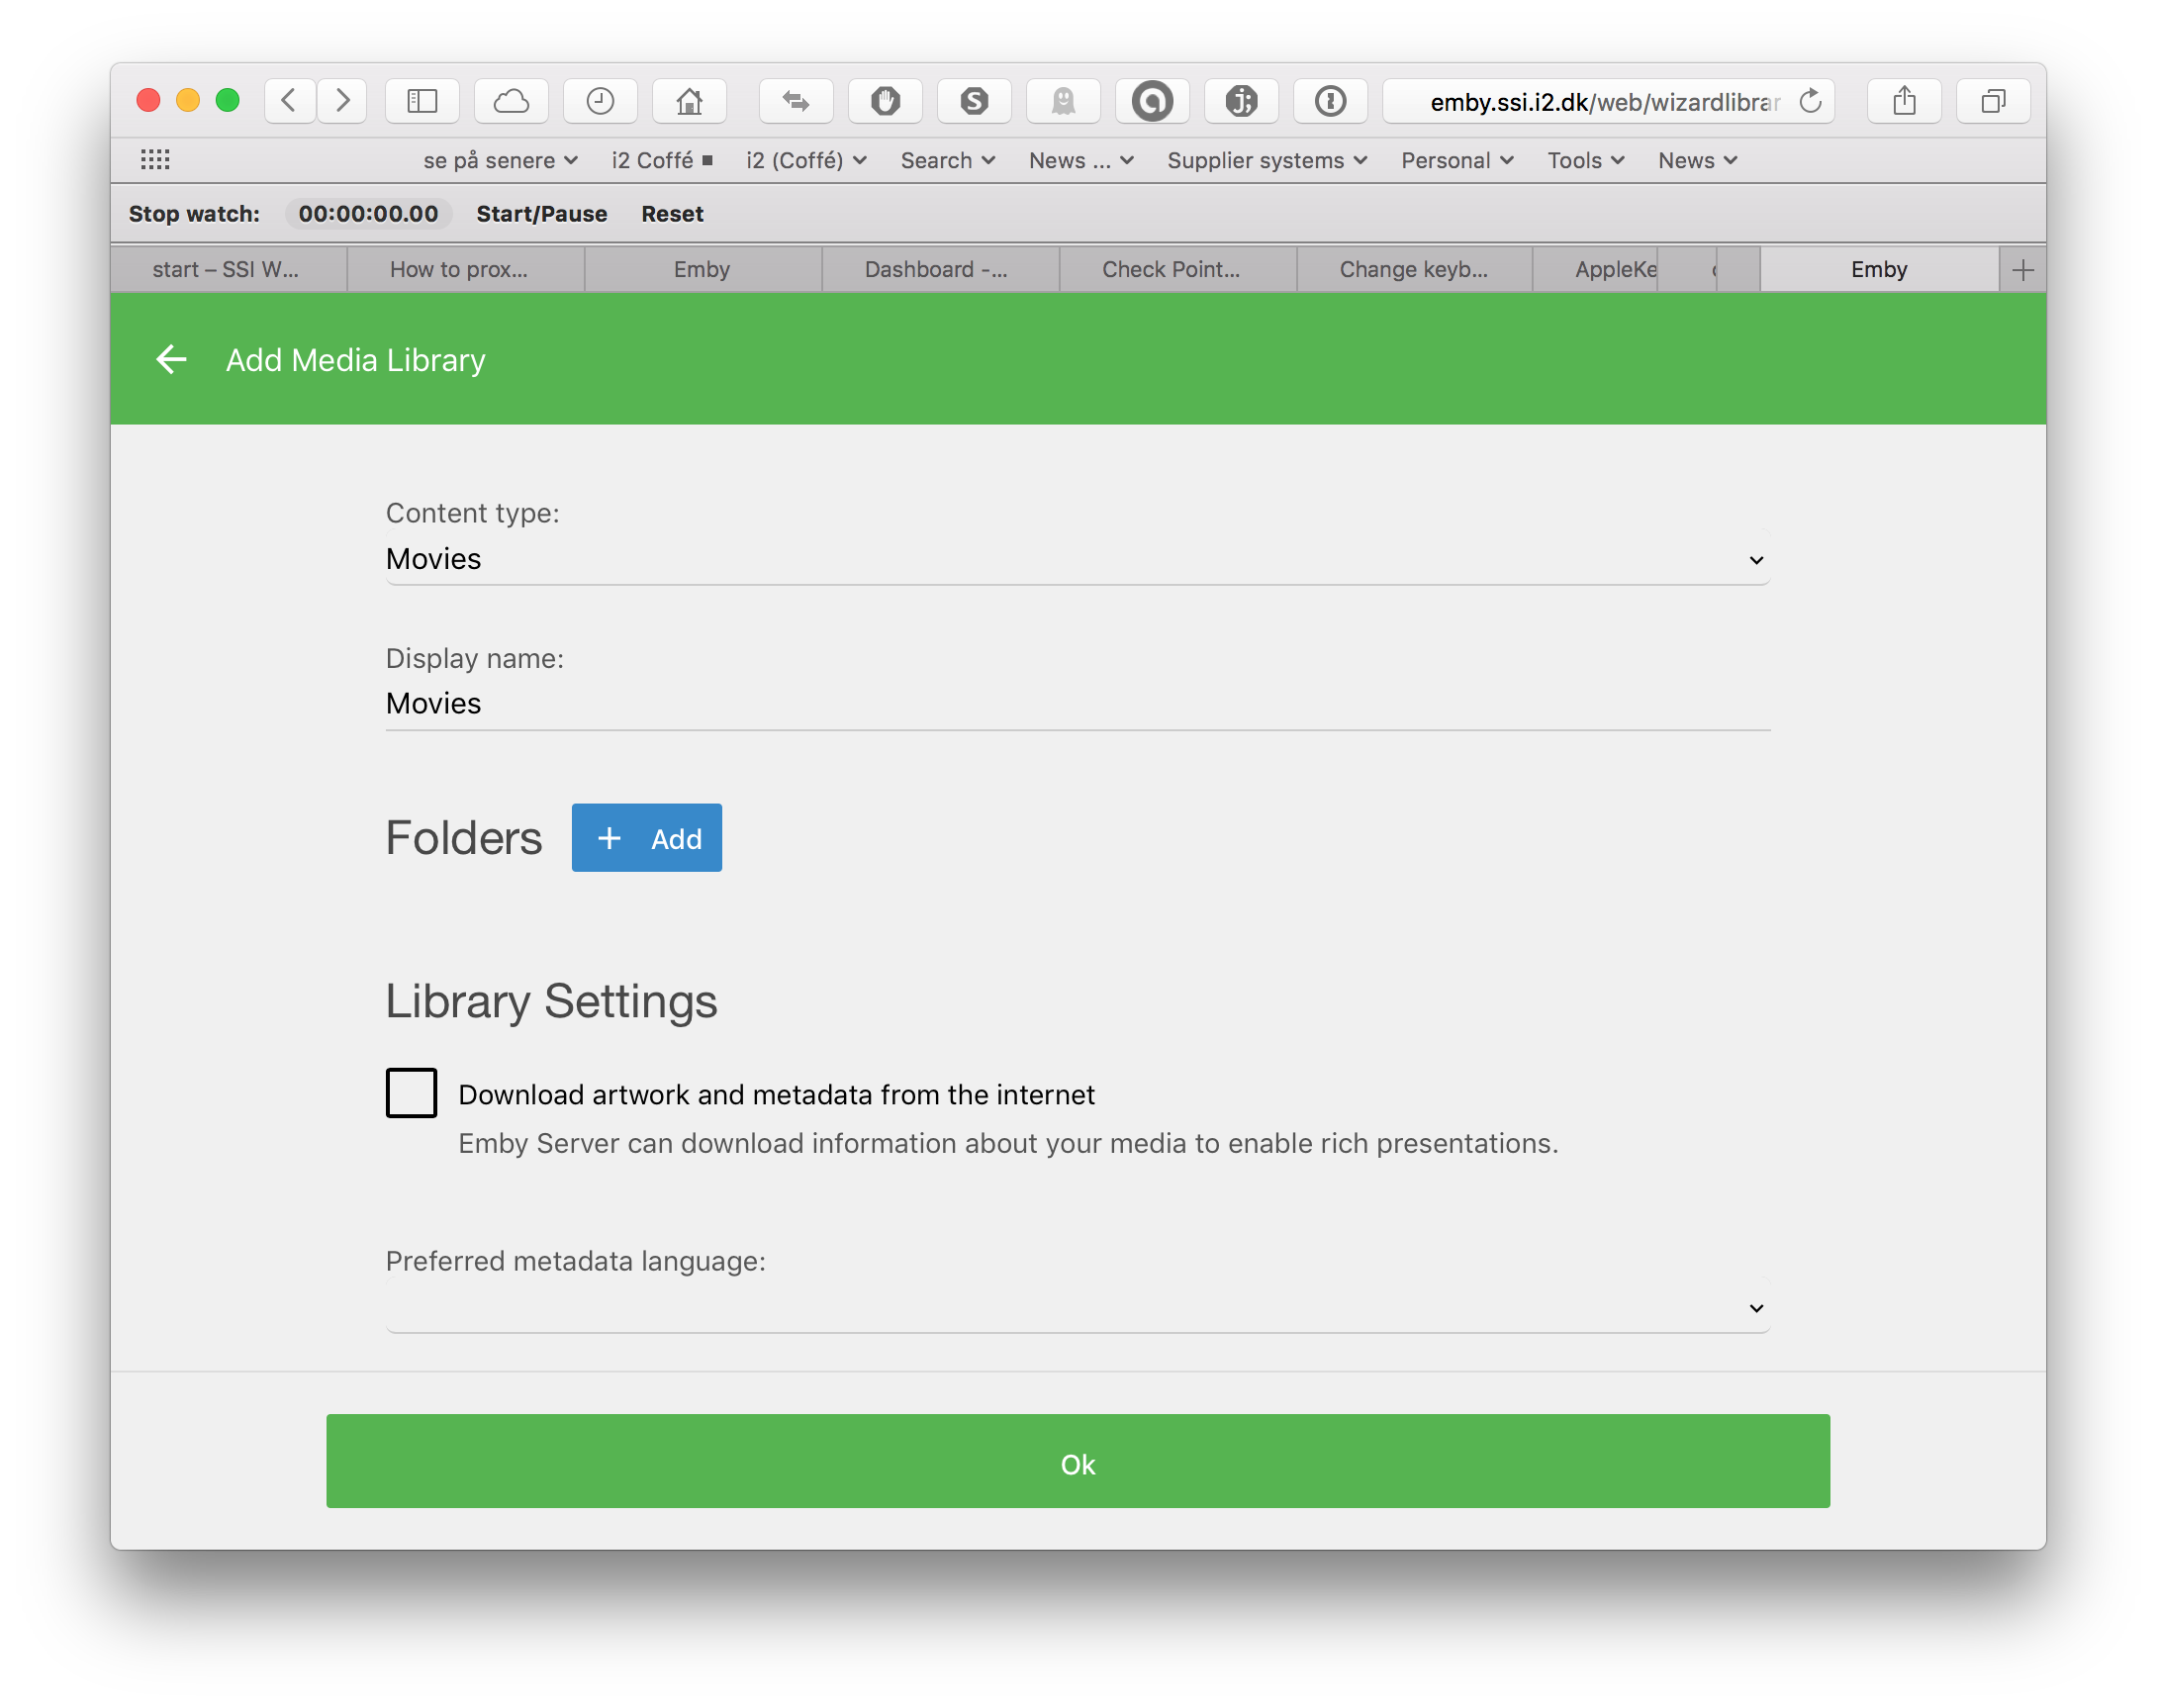 emby.ssi.i2.dk/web/wizardlibrar
se på senere i2 Coffé i2 (Coffé) Search News ... Supplier systems Personal Tools News
Stop watch: 00:00:00.00 Start/Pause Reset
start – SSI W... How to prox... Emby Dashboard -... Check Point... Change keyb... AppleKe Emby
Add Media Library
Content type:
Movies
Display name:
Movies
Folders + Add
Library Settings
Download artwork and metadata from the internet
Emby Server can download information about your media to enable rich presentations.
Preferred metadata language:
Ok